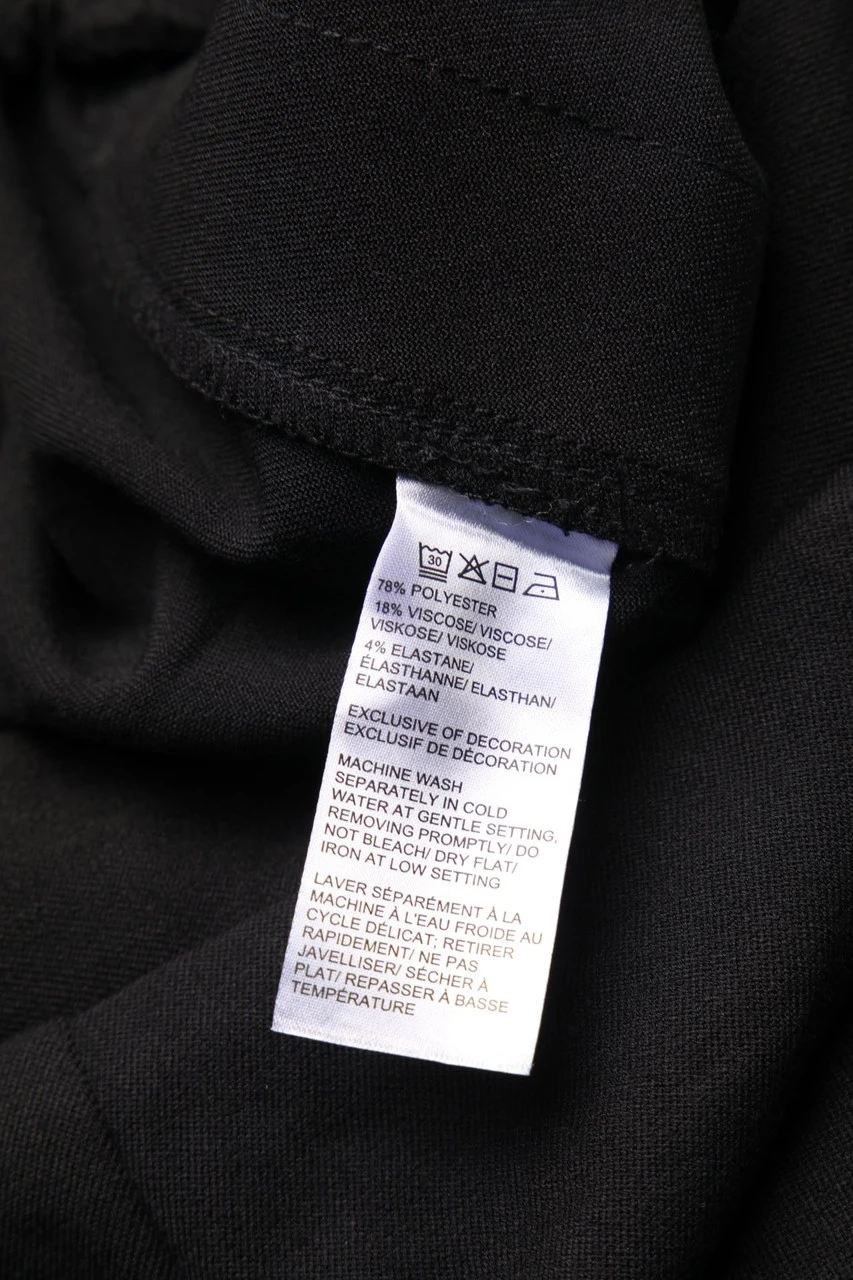 30
78% POLYESTER
18% VISCOSE/ VISCOSE/
VISKOSE/ VISKOSE
4% ELASTANE/
ÉLASTHANNE/ ELASTHAN/
ELASTAAN
EXCLUSIVE OF DECORATION
EXCLUSIF DE DÉCORATION
MACHINE WASH
SEPARATELY IN COLD
WATER AT GENTLE SETTING,
REMOVING PROMPTLY/ DO
NOT BLEACH/ DRY FLAT/
IRON AT LOW SETTING
LAVER SÉPARÉMENT À LA
MACHINE À L'EAU FROIDE AU
CYCLE DÉLICAT; RETIRER
RAPIDEMENT/ NE PAS
JAVELLISER/ SÉCHER À
PLAT/ REPASSER À BASSE
TEMPÉRATURE